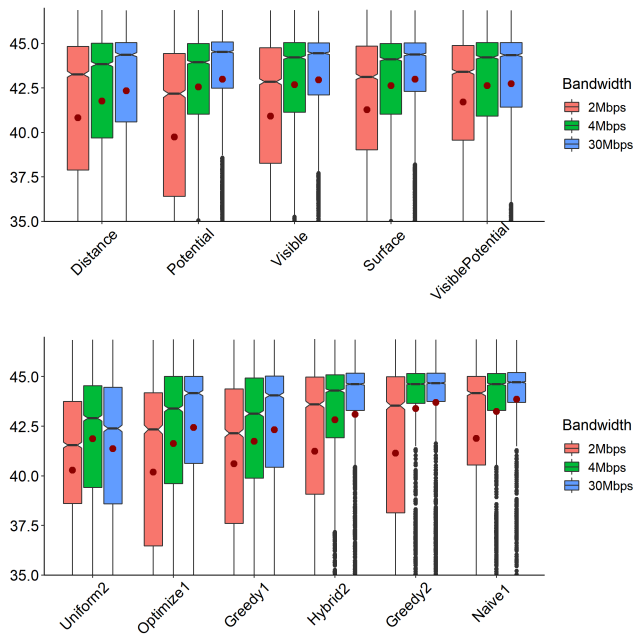 45.0
42.5
40.0
37.5
35.0
Distance
Potential
Visible
Surface
VisiblePotential
Bandwidth
2Mbps
4Mbps
30Mbps
45.0
42.5
40.0
37.5
35.0
Uniform2
Optimize1
Greedy1
Hybrid2
Greedy2
Naive1
Bandwidth
2Mbps
4Mbps
30Mbps